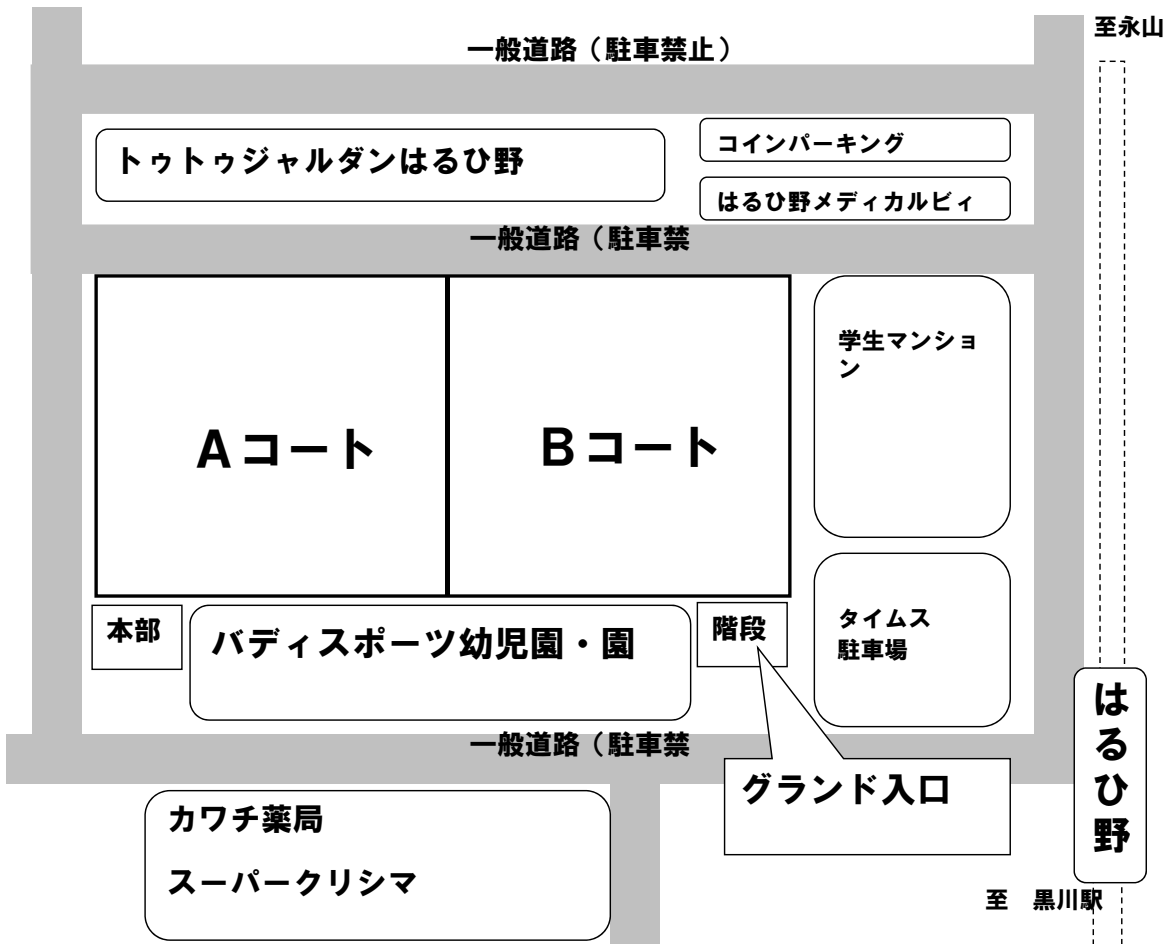 至永山
一般道路（駐車禁止）
トゥトゥジャルダンはるひ野
コインパーキング
はるひ野メディカルビィ
一般道路（駐車禁
Aコート
Bコート
学生マンショ
ン
本部
バディスポーツ幼児園・園
階段
タイムス
駐車場
一般道路（駐車禁
グランド入口
はるひ野
カワチ薬局
スーパークリシマ
至　黒川駅